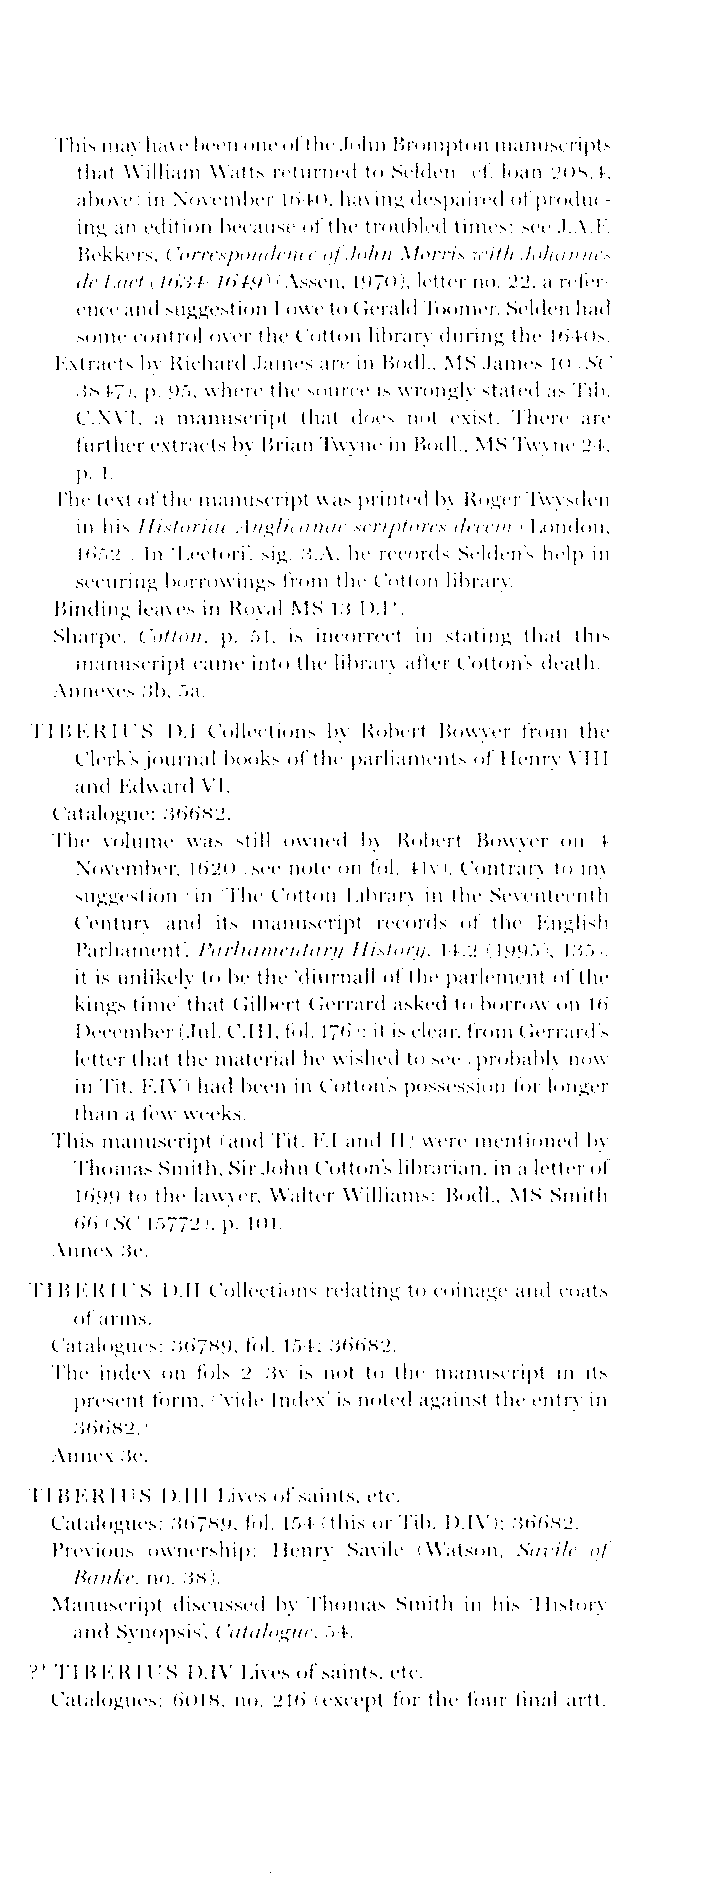 This may have been one of the John Brompton manuscripts
that William Watts returned to Selden (cf. loan 208.4,
above) in November 1640, having despaired of produc-
ing an edition because of the troubled times: see J.A.F.
Bekkers, Correspondence of John Morris with Johannes
de Laet (1634-1649) (Assen, 1970), letter no. 22, a refer-
ence and suggestion I owe to Gerald Toomer. Selden had
some control over the Cotton library during the 1640s.
Extracts by Richard James are in Bodl., MS James 10 (SC
3847), p. 95, where the source is wrongly stated as Tib.
C.XVI, a manuscript that does not exist. There are
further extracts by Brian Twyne in Bodl., MS Twyne 24,
p. 1.
The text of the manuscript was printed by Roger Twysden
in his Historiae Anglicanae scriptores decem (London,
1652). In 'Lectori', sig. 3A, he records Selden's help in
securing borrowings from the Cotton library.
Binding leaves in Royal MS 13 D.I*.
Sharpe, Cotton, p. 51, is incorrect in stating that this
manuscript came into the library after Cotton's death.
Annexes 3b, 5a.
TIBERIUS D.I Collections by Robert Bowyer from the
Clerk's journal books of the parliaments of Henry VIII
and Edward VI.
Catalogue: 36682.
The volume was still owned by Robert Bowyer on 4
November, 1620 (see note on fol. 41v). Contrary to my
suggestion (in 'The Cotton Library in the Seventeenth
Century and its manuscript records of the English
Parliament', Parliamentary History, 14.2 (1995), 135),
it is unlikely to be the 'diurnall of the parlement of the
kings time' that Gilbert Gerrard asked to borrow on 16
December (Jul. C.III, fol. 176): it is clear, from Gerrard's
letter that the material he wished to see (probably now
in Tit. F.IV) had been in Cotton's possession for longer
than a few weeks.
This manuscript (and Tit. F.I and II) were mentioned by
Thomas Smith, Sir John Cotton's librarian, in a letter of
1699 to the lawyer, Walter Williams: Bodl., MS Smith
66 (SC 15772), p. 101.
Annex 3e.
TIBERIUS D.II Collections relating to coinage and coats
of arms.
Catalogues: 36789, fol. 154; 36682.
The index on fols 2-3v is not to the manuscript in its
present form. ('vide Index' is noted against the entry in
36682.)
Annex 3e.
TIBERIUS D.III Lives of saints, etc.
Catalogues: 36789, fol. 154 (this or Tib. D.IV); 36682.
Previous ownership: Henry Savile (Watson, Savile of
Banke, no. 38).
Manuscript discussed by Thomas Smith in his 'History
and Synopsis', Catalogue, 54.
?* TIBERIUS D.IV Lives of saints, etc.
Catalogues: 6018, no. 216 (except for the four final artt.